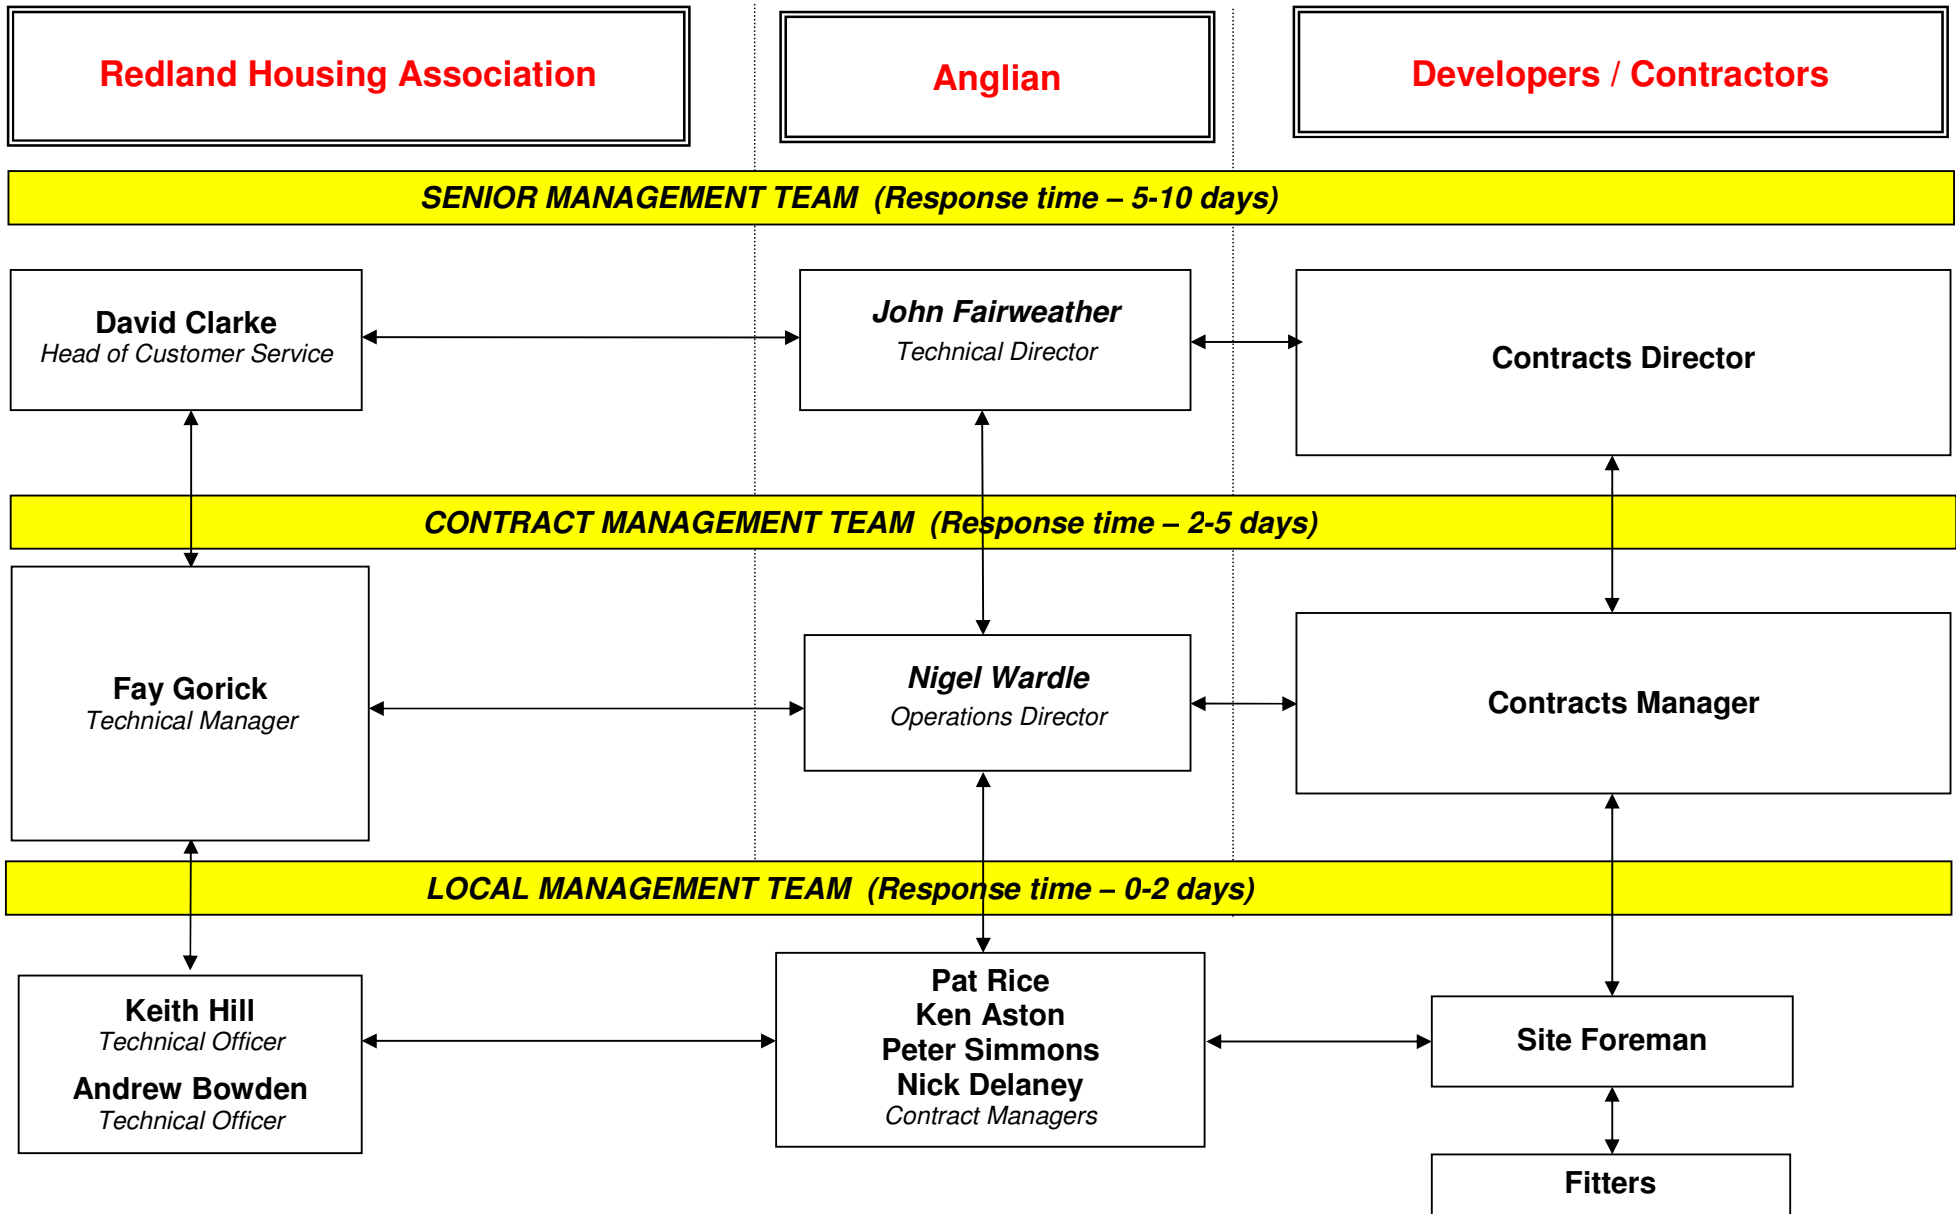 Redland Housing Association
Anglian
Developers / Contractors
SENIOR MANAGEMENT TEAM (Response time – 5-10 days)
David Clarke
Head of Customer Service
John Fairweather
Technical Director
Contracts Director
CONTRACT MANAGEMENT TEAM (Response time – 2-5 days)
Fay Gorick
Technical Manager
Nigel Wardle
Operations Director
Contracts Manager
LOCAL MANAGEMENT TEAM (Response time – 0-2 days)
Keith Hill
Technical Officer
Andrew Bowden
Technical Officer
Pat Rice
Ken Aston
Peter Simmons
Nick Delaney
Contract Managers
Site Foreman
Fitters